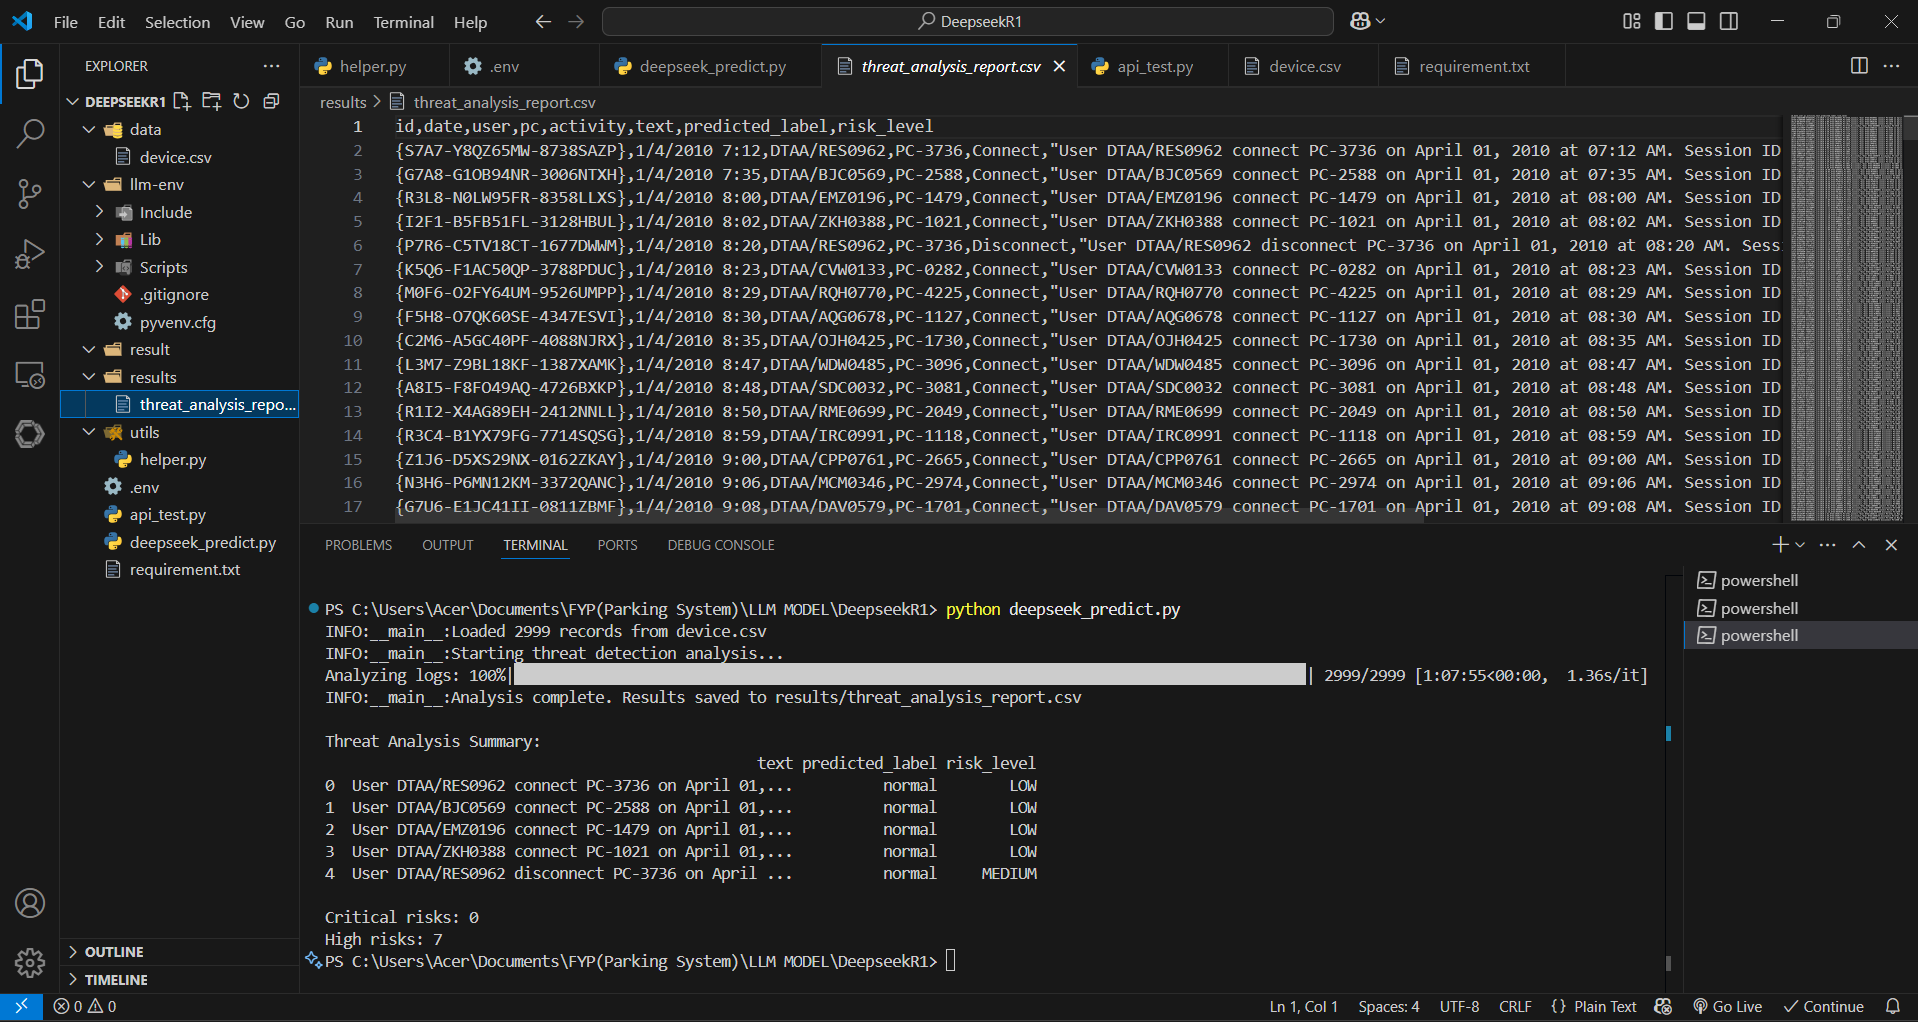 File Edit Selection View Go Run Terminal Help
DeepseekR1
EXPLORER
helper.py
.env
deepseek_predict.py
threat_analysis_report.csv
api_test.py
device.csv
requirement.txt
DEEPSEEKR1
data
device.csv
llm-env
Include
Lib
Scripts
.gitignore
pyvenv.cfg
result
results
threat_analysis_repo...
utils
helper.py
.env
api_test.py
deepseek_predict.py
requirement.txt
OUTLINE
TIMELINE
results > threat_analysis_report.csv
1 id,date,user,pc,activity,text,predicted_label,risk_level
2 {S7A7-Y8QZ65MW-8738SAZP},1/4/2010 7:12,DTAA/RES0962,PC-3736,Connect,"User DTAA/RES0962 connect PC-3736 on April 01, 2010 at 07:12 AM. Session ID
3 {G7A8-G1OB94NR-3006NTXH},1/4/2010 7:35,DTAA/BJC0569,PC-2588,Connect,"User DTAA/BJC0569 connect PC-2588 on April 01, 2010 at 07:35 AM. Session ID
4 {R3L8-N0LW95FR-8358LLXS},1/4/2010 8:00,DTAA/EMZ0196,PC-1479,Connect,"User DTAA/EMZ0196 connect PC-1479 on April 01, 2010 at 08:00 AM. Session ID
5 {I2F1-B5FB51FL-3128HBUL},1/4/2010 8:02,DTAA/ZKH0388,PC-1021,Connect,"User DTAA/ZKH0388 connect PC-1021 on April 01, 2010 at 08:02 AM. Session ID
6 {P7R6-C5TV18CT-1677DWWM},1/4/2010 8:20,DTAA/RES0962,PC-3736,Disconnect,"User DTAA/RES0962 disconnect PC-3736 on April 01, 2010 at 08:20 AM. Sess
7 {K5Q6-F1AC50QP-3788PDUC},1/4/2010 8:23,DTAA/CVW0133,PC-0282,Connect,"User DTAA/CVW0133 connect PC-0282 on April 01, 2010 at 08:23 AM. Session ID
8 {M0F6-O2FY64UM-9526UMPP},1/4/2010 8:29,DTAA/RQH0770,PC-4225,Connect,"User DTAA/RQH0770 connect PC-4225 on April 01, 2010 at 08:29 AM. Session ID
9 {F5H8-O7QK60SE-4347ESVI},1/4/2010 8:30,DTAA/AQG0678,PC-1127,Connect,"User DTAA/AQG0678 connect PC-1127 on April 01, 2010 at 08:30 AM. Session ID
10 {C2M6-A5GC40PF-4088NJRX},1/4/2010 8:35,DTAA/OJH0425,PC-1730,Connect,"User DTAA/OJH0425 connect PC-1730 on April 01, 2010 at 08:35 AM. Session ID
11 {L3M7-Z9BL18KF-1387XAMK},1/4/2010 8:47,DTAA/WDW0485,PC-3096,Connect,"User DTAA/WDW0485 connect PC-3096 on April 01, 2010 at 08:47 AM. Session ID
12 {A8I5-F8FO49AQ-4726BXKP},1/4/2010 8:48,DTAA/SDC0032,PC-3081,Connect,"User DTAA/SDC0032 connect PC-3081 on April 01, 2010 at 08:48 AM. Session ID
13 {R1I2-X4AG89EH-2412NNLL},1/4/2010 8:50,DTAA/RME0699,PC-2049,Connect,"User DTAA/RME0699 connect PC-2049 on April 01, 2010 at 08:50 AM. Session ID
14 {R3C4-B1YX79FG-7714SQSG},1/4/2010 8:59,DTAA/IRC0991,PC-1118,Connect,"User DTAA/IRC0991 connect PC-1118 on April 01, 2010 at 08:59 AM. Session ID
15 {Z1J6-D5XS29NX-0162ZKAY},1/4/2010 9:00,DTAA/CPP0761,PC-2665,Connect,"User DTAA/CPP0761 connect PC-2665 on April 01, 2010 at 09:00 AM. Session ID
16 {N3H6-P6MN12KM-3372QANC},1/4/2010 9:06,DTAA/MCM0346,PC-2974,Connect,"User DTAA/MCM0346 connect PC-2974 on April 01, 2010 at 09:06 AM. Session ID
17 {G7U6-E1JC41II-0811ZBMF},1/4/2010 9:08,DTAA/DAV0579,PC-1701,Connect,"User DTAA/DAV0579 connect PC-1701 on April 01, 2010 at 09:08 AM. Session ID
PROBLEMS OUTPUT TERMINAL PORTS DEBUG CONSOLE
powershell
powershell
powershell
PS C:\Users\Acer\Documents\FYP(Parking System)\LLM MODEL\DeepseekR1> python deepseek_predict.py
INFO:__main__:Loaded 2999 records from device.csv
INFO:__main__:Starting threat detection analysis...
Analyzing logs: 100%| | 2999/2999 [1:07:55<00:00, 1.36s/it]
INFO:__main__:Analysis complete. Results saved to results/threat_analysis_report.csv
Threat Analysis Summary:
text predicted_label risk_level
0 User DTAA/RES0962 connect PC-3736 on April 01,... normal LOW
1 User DTAA/BJC0569 connect PC-2588 on April 01,... normal LOW
2 User DTAA/EMZ0196 connect PC-1479 on April 01,... normal LOW
3 User DTAA/ZKH0388 connect PC-1021 on April 01,... normal LOW
4 User DTAA/RES0962 disconnect PC-3736 on April ... normal MEDIUM
Critical risks: 0
High risks: 7
PS C:\Users\Acer\Documents\FYP(Parking System)\LLM MODEL\DeepseekR1>
0 0
Ln 1, Col 1 Spaces: 4 UTF-8 CRLF {} Plain Text Go Live Continue